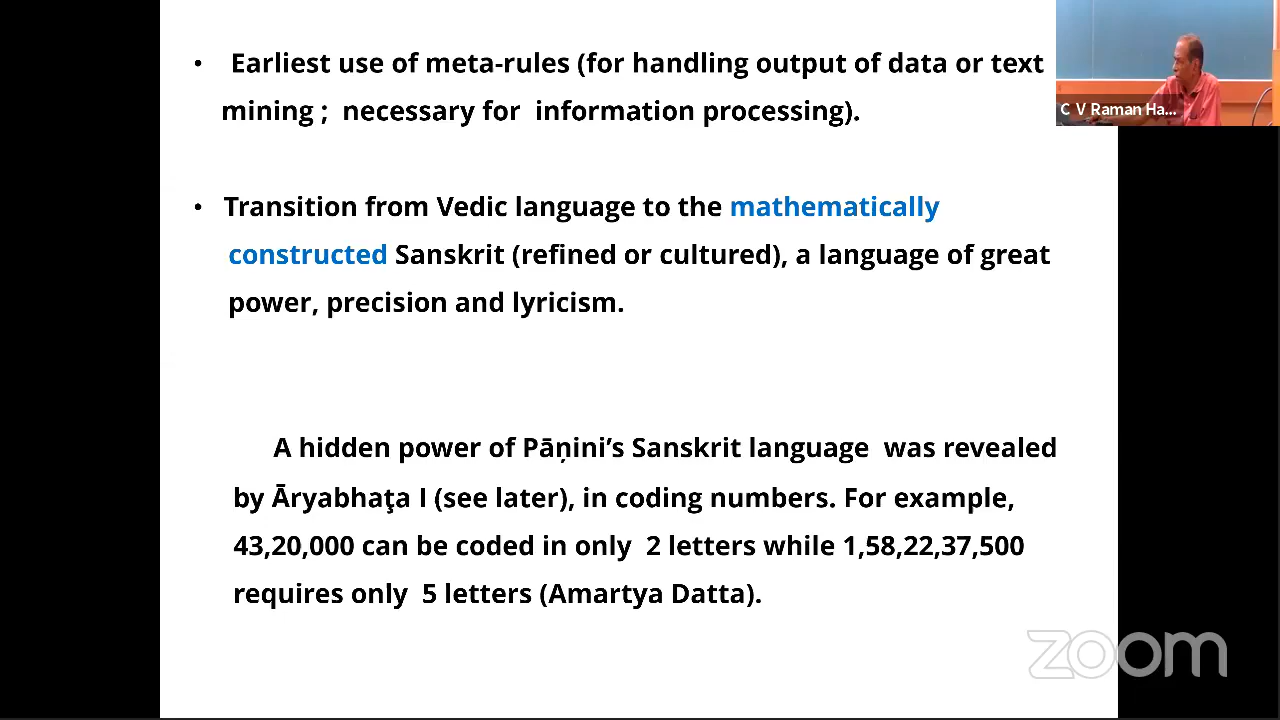 • Earliest use of meta-rules (for handling output of data or text
mining ; necessary for information processing).
• Transition from Vedic language to the mathematically
constructed Sanskrit (refined or cultured), a language of great
power, precision and lyricism.
A hidden power of Pāṇini’s Sanskrit language was revealed
by Āryabhaţa I (see later), in coding numbers. For example,
43,20,000 can be coded in only 2 letters while 1,58,22,37,500
requires only 5 letters (Amartya Datta).
C V Raman Ha...
zoom